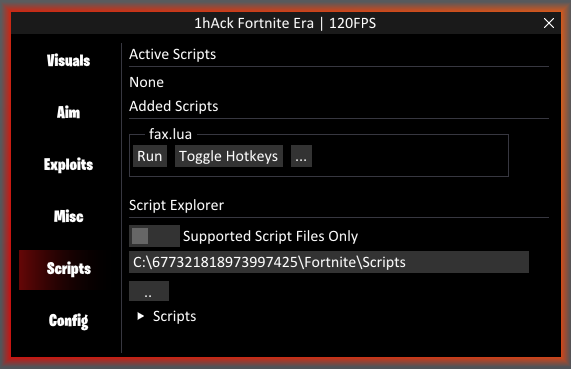 1hAck Fortnite Era | 120FPS
Visuals
Aim
Exploits
Misc
Scripts
Config
Active Scripts
None
Added Scripts
fax.lua
Run Toggle Hotkeys ...
Script Explorer
Supported Script Files Only
C:\677321818973997425\Fortnite\Scripts
..
Scripts